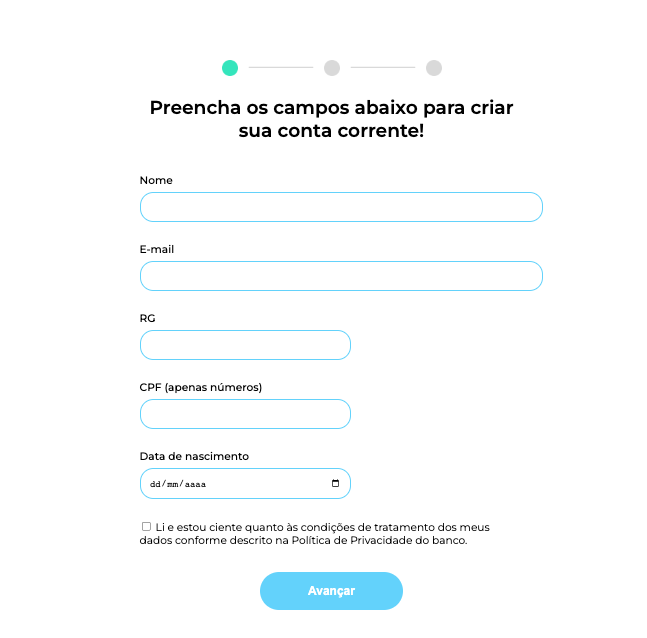 Preencha os campos abaixo para criar
sua conta corrente!
Nome
E-mail
RG
CPF (apenas números)
Data de nascimento
dd/mm/aaaa
Li e estou ciente quanto às condições de tratamento dos meus
dados conforme descrito na Política de Privacidade do banco.
Avançar